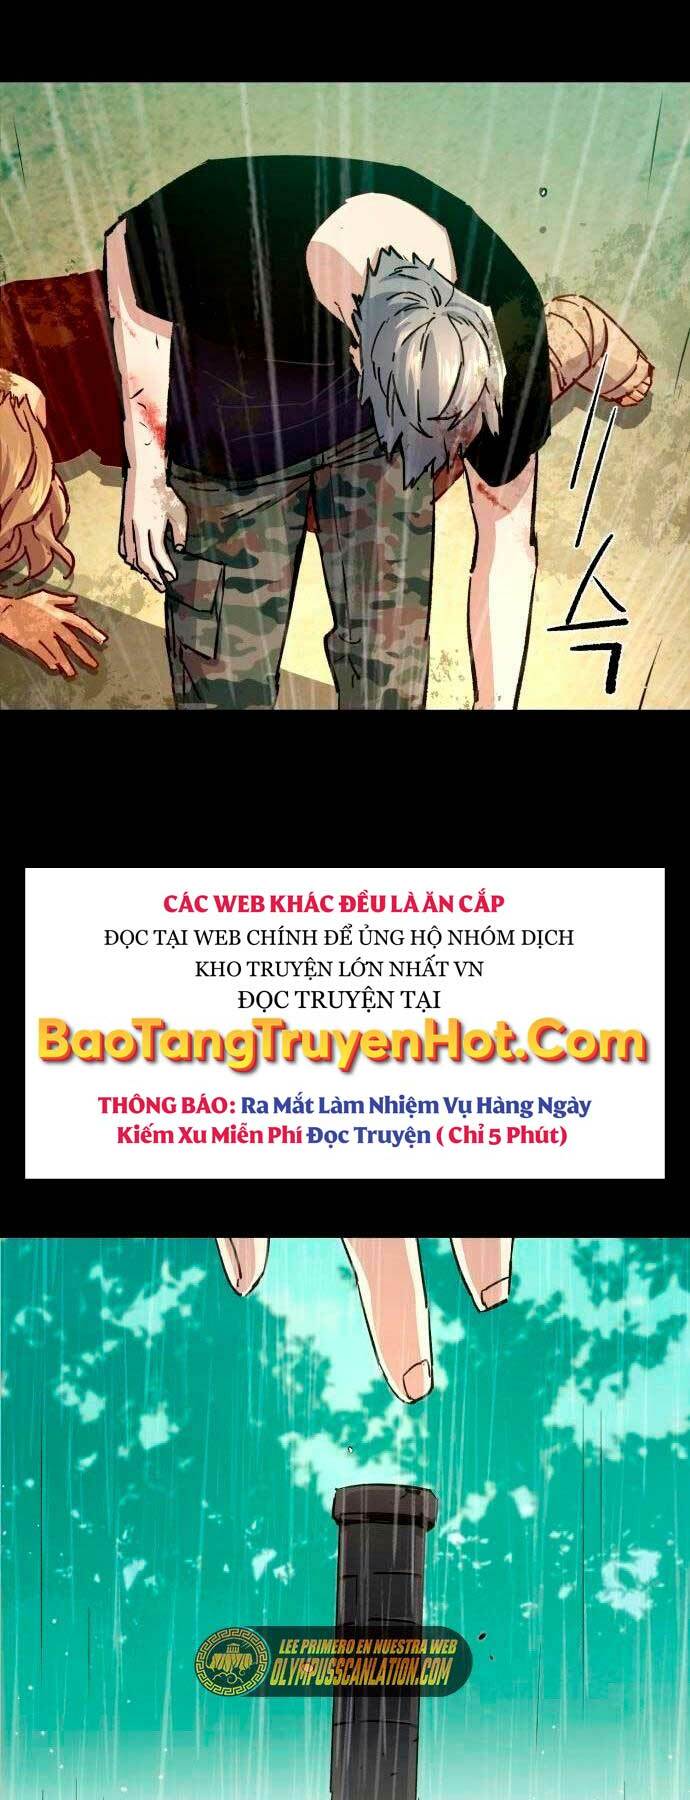 스윽
CÁC WEB KHÁC ĐỀU LÀ ĂN CẮP
ĐỌC TẠI WEB CHÍNH ĐỂ ỦNG HỘ NHÓM DỊCH
KHO TRUYỆN LỚN NHẤT VN
ĐỌC TRUYỆN TẠI
BaoTangTruyenHot.Com
THÔNG BÁO: Ra Mắt Làm Nhiệm Vụ Hàng Ngày
Kiếm Xu Miễn Phí Đọc Truyện ( Chỉ 5 Phút)
LEE PRIMERO EN NUESTRA WEB
OLYMPUSSCANLATION.COM